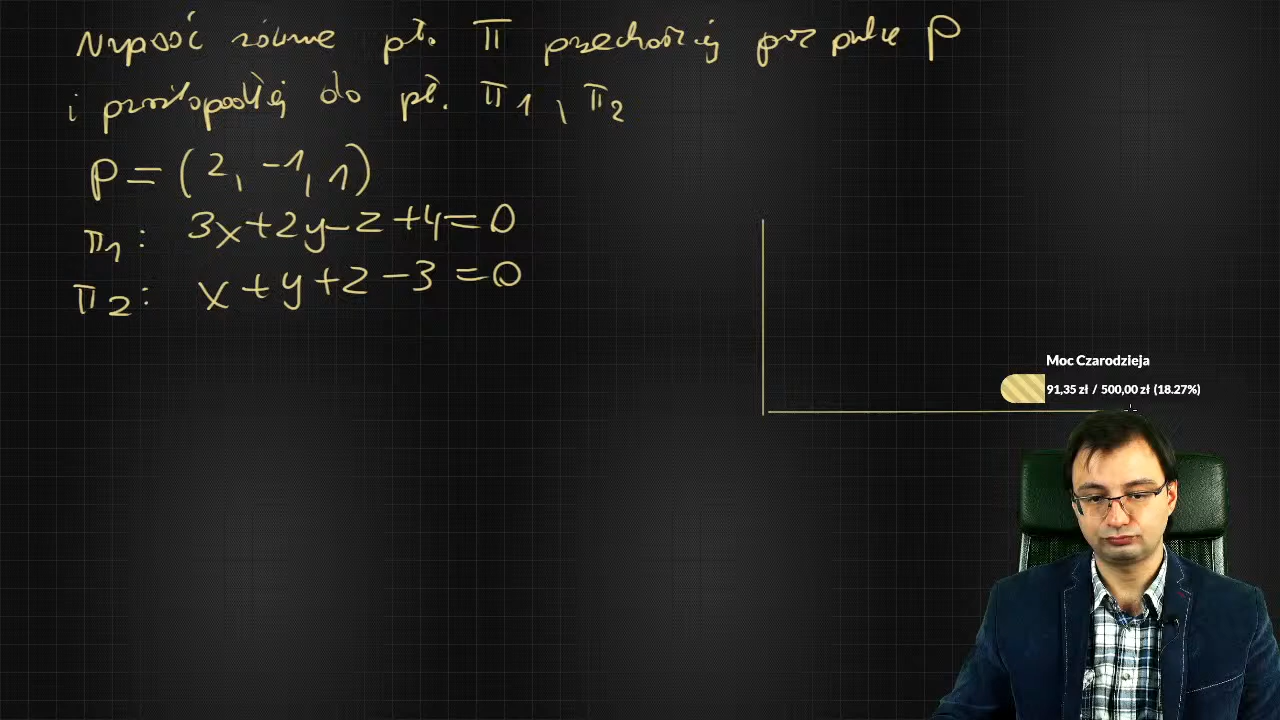 Napisać równanie pł. π przechodzącej przez punkt P
i prostopadłej do pł. π1, π2
P = (2, -1, 1)
π1: 3x+2y-z+4=0
π2: x+y+z-3=0
Moc Czarodzieja
91,35 zł / 500,00 zł (18.27%)